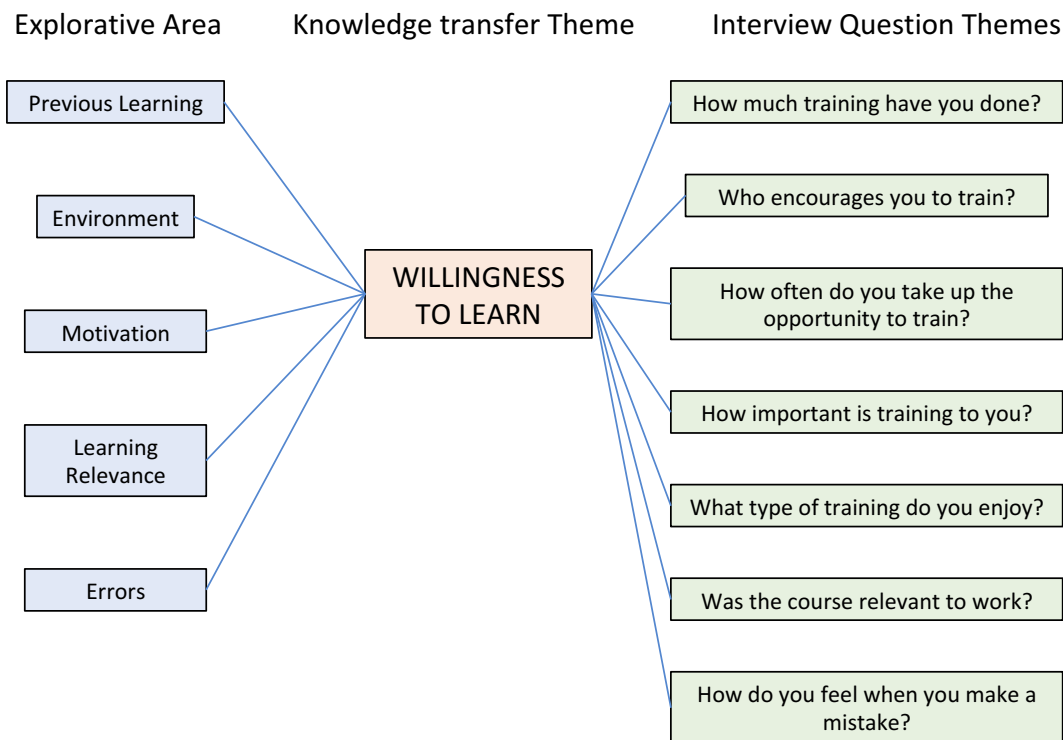 Explorative Area
Knowledge transfer Theme
Interview Question Themes
Previous Learning
Environment
Motivation
Learning
Relevance
Errors
WILLINGNESS
TO LEARN
How much training have you done?
Who encourages you to train?
How often do you take up the
opportunity to train?
How important is training to you?
What type of training do you enjoy?
Was the course relevant to work?
How do you feel when you make a
mistake?